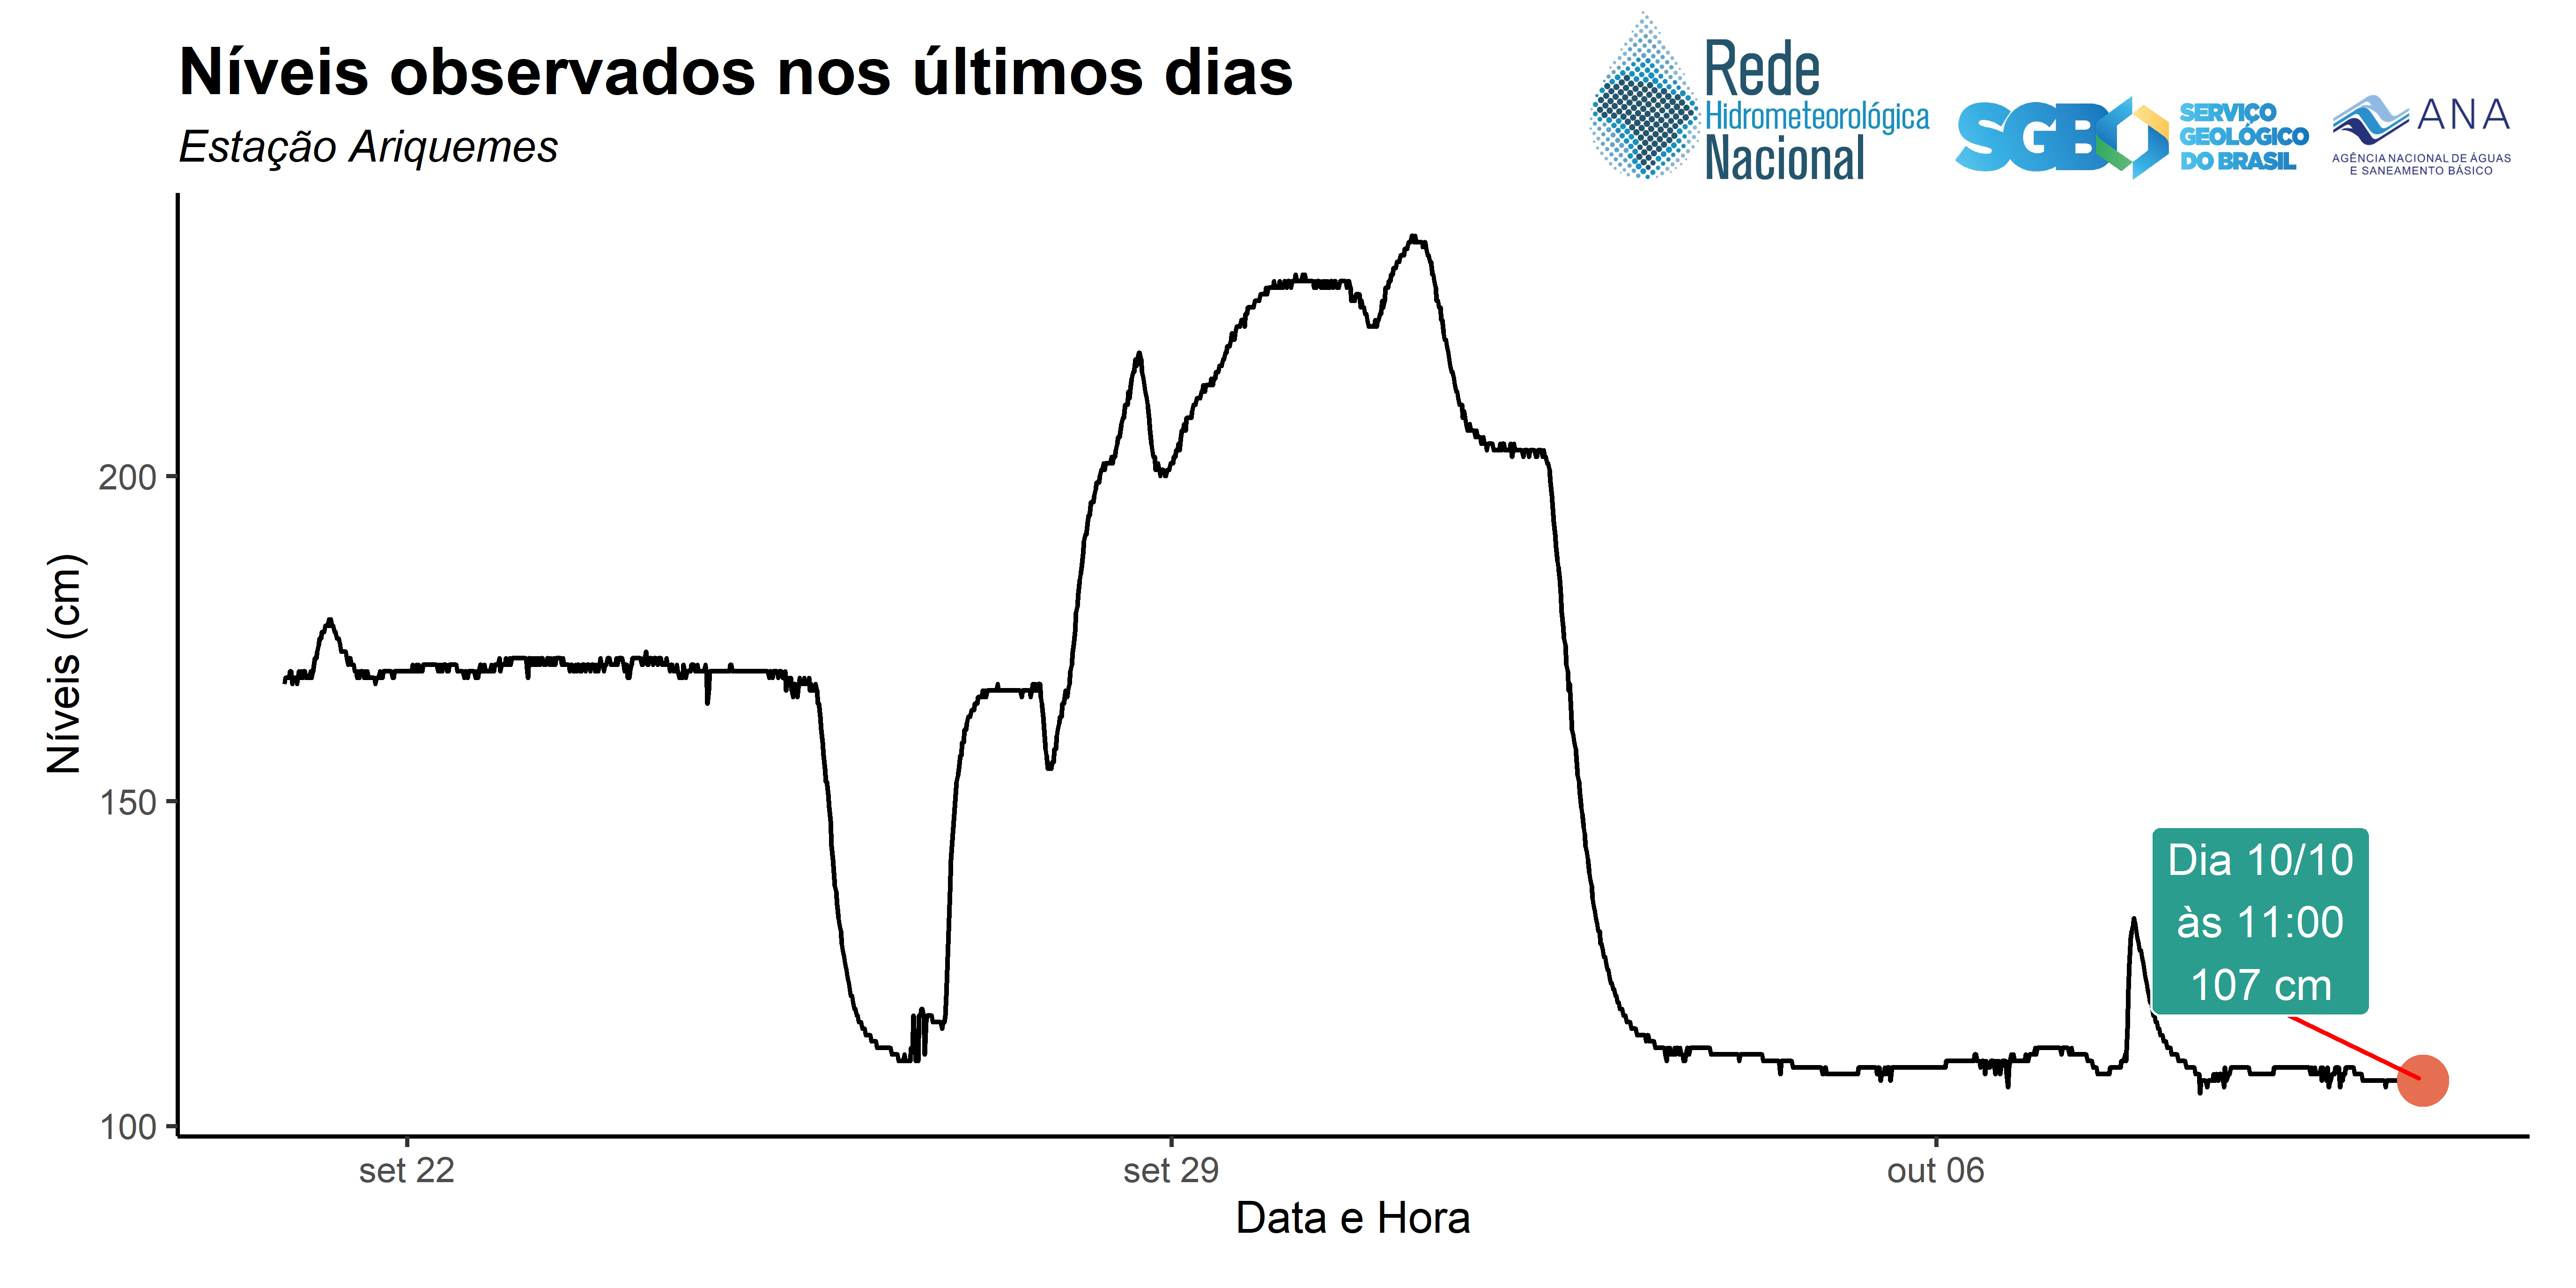 Níveis observados nos últimos dias
Estação Ariquemes
Rede
Hidrometeorológica
Nacional
SGB
SERVIÇO
GEOLÓGICO
DO BRASIL
ANA
AGÊNCIA NACIONAL DE ÁGUAS
E SANEAMENTO BÁSICO
Níveis (cm)
200
150
100
Dia 10/10
às 11:00
107 cm
set 22
set 29
out 06
Data e Hora